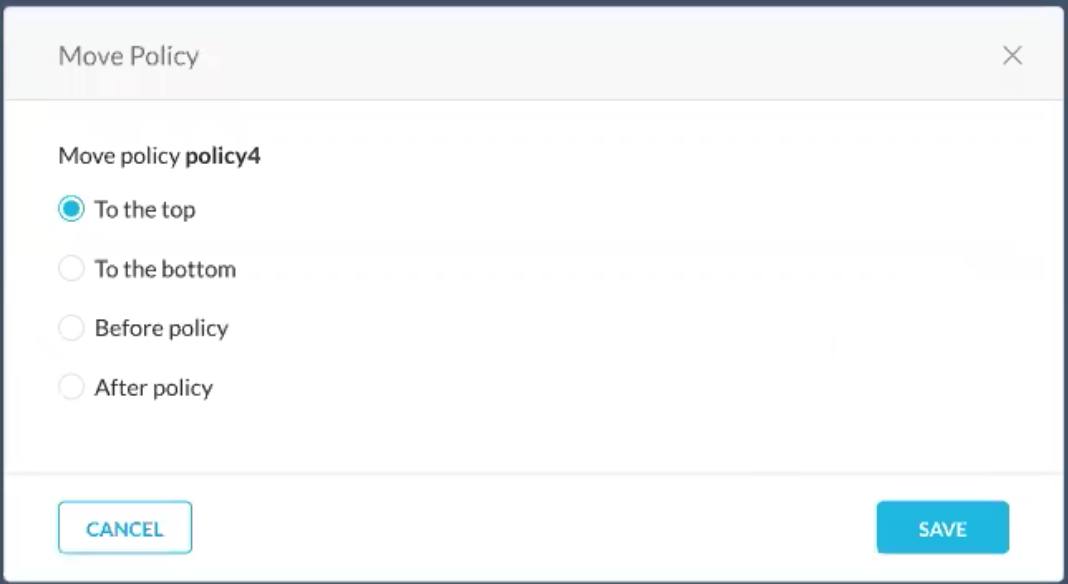 Move Policy
Move policy policy4
To the top
To the bottom
Before policy
After policy
CANCEL
SAVE